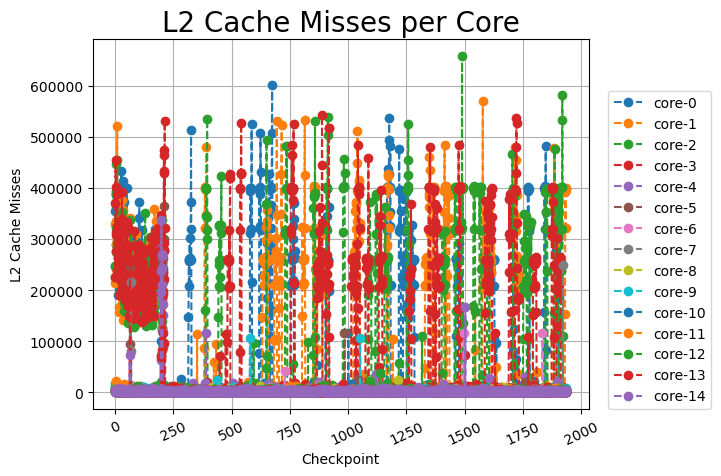 L2 Cache Misses per Core
L2 Cache Misses
600000
500000
400000
300000
200000
100000
0
0
250
500
750
1000
1250
1500
1750
2000
Checkpoint
core-0
core-1
core-2
core-3
core-4
core-5
core-6
core-7
core-8
core-9
core-10
core-11
core-12
core-13
core-14